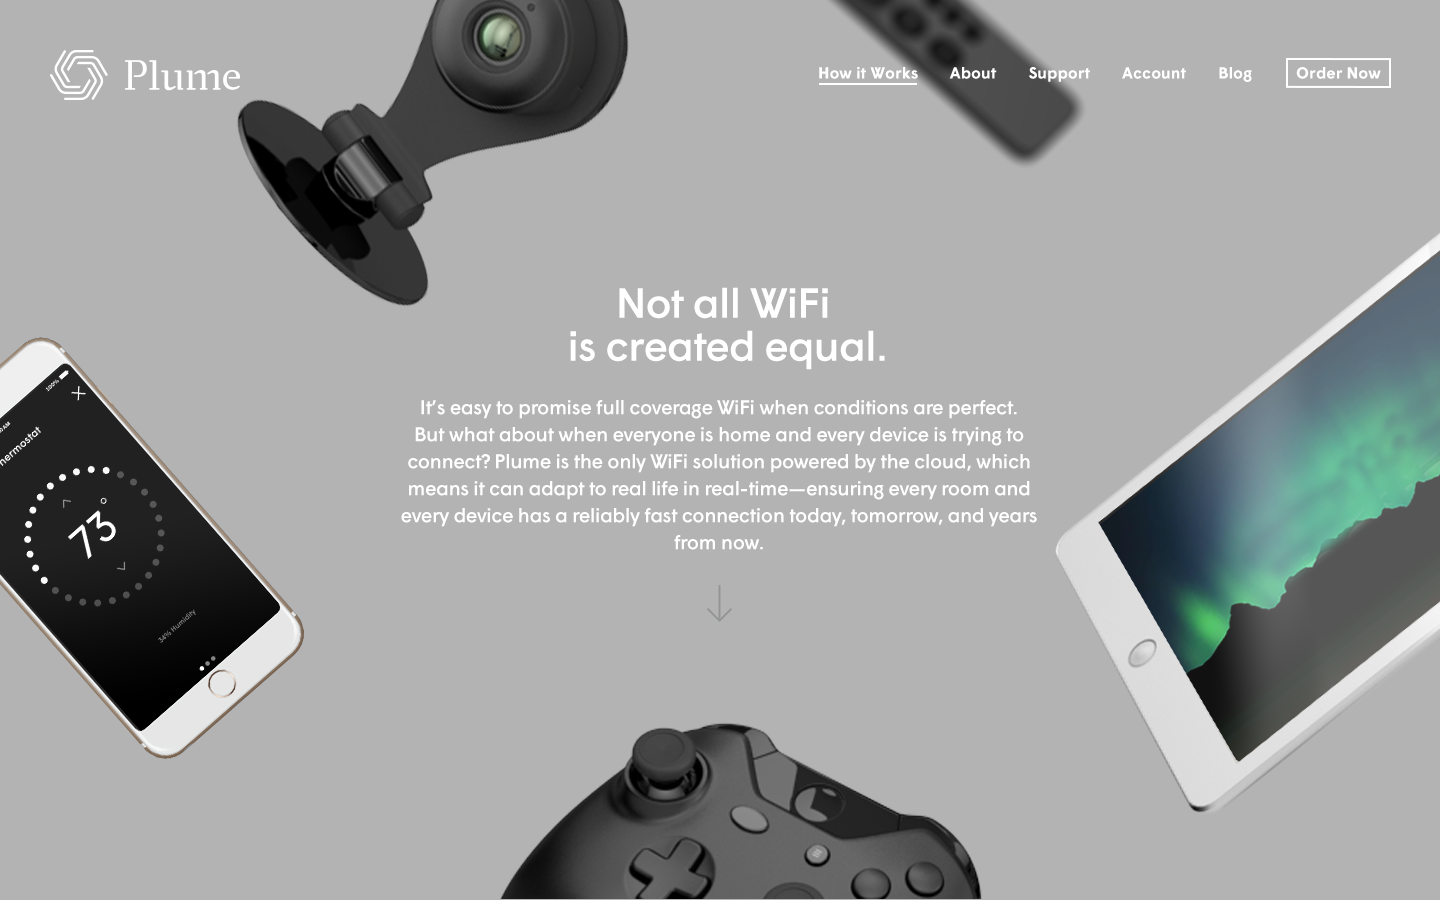 Plume
How it Works
About
Support
Account
Blog
Order Now
Not all WiFi
is created equal.
It's easy to promise full coverage WiFi when conditions are perfect.
But what about when everyone is home and every device is trying to
connect? Plume is the only WiFi solution powered by the cloud, which
means it can adapt to real life in real-time—ensuring every room and
every device has a reliably fast connection today, tomorrow, and years
from now.
100%
73°
34% Humidity